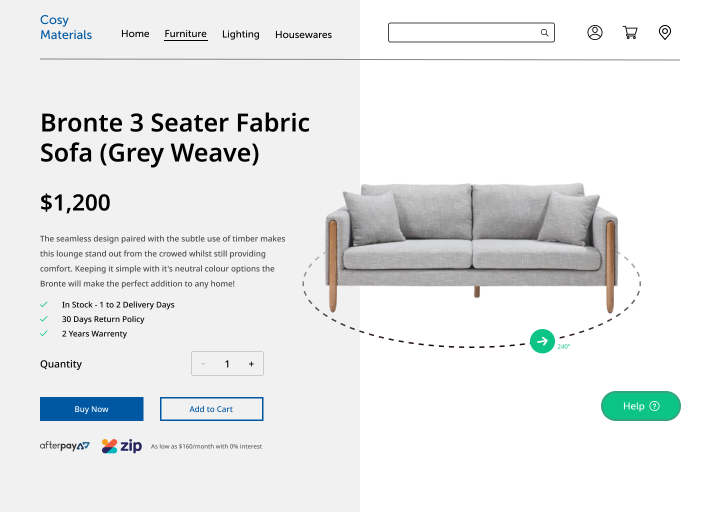 Cosy
Materials
Home Furniture Lighting Housewares
Bronte 3 Seater Fabric
Sofa (Grey Weave)
$1,200
The seamless design paired with the subtle use of timber makes
this lounge stand out from the crowed whilst still providing
comfort. Keeping it simple with it's neutral colour options the
Bronte will make the perfect addition to any home!
In Stock - 1 to 2 Delivery Days
30 Days Return Policy
2 Years Warrenty
Quantity - 1 +
Buy Now Add to Cart
afterpay zip As low as $160/month with 0% interest
240°
Help ?